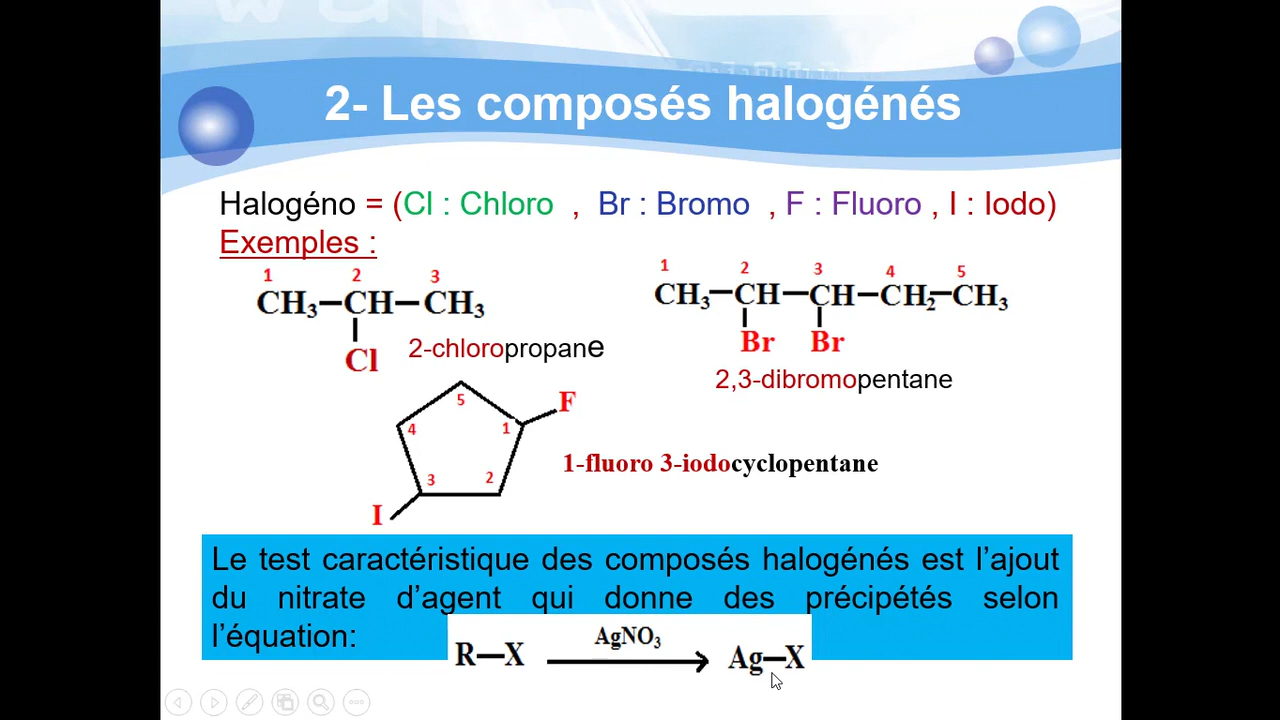 2- Les composés halogénés
Halogéno = (Cl : Chloro , Br : Bromo , F : Fluoro , I : Iodo)
Exemples :
1 2 3
CH₃—CH—CH₃
Cl
2-chloropropane
1 2 3 4 5
CH₃—CH—CH—CH₂—CH₃
Br Br
2,3-dibromopentane
5
F
4 1
3 2
I
1-fluoro 3-iodocyclopentane
Le test caractéristique des composés halogénés est l’ajout
du nitrate d’agent qui donne des précipétés selon
l’équation:
AgNO₃
R—X Ag—X